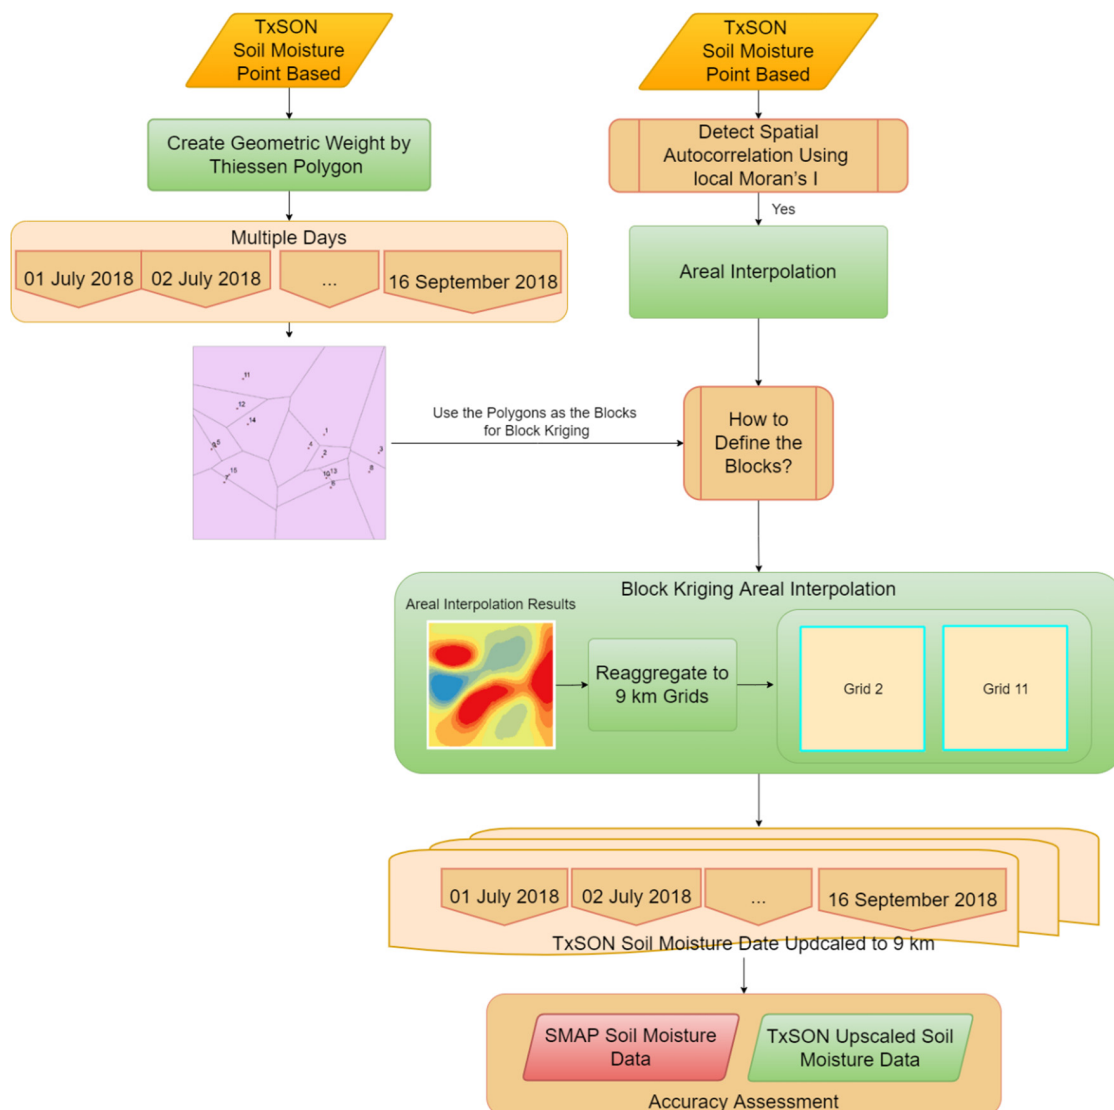 TxSON
Soil Moisture
Point Based
TxSON
Soil Moisture
Point Based
Create Geometric Weight by
Thiessen Polygon
Detect Spatial
Autocorrelation Using
local Moran's I
Yes
Multiple Days
01 July 2018
02 July 2018
...
16 September 2018
Areal Interpolation
11
12
14
1
4
2
3
15
13
10
6
Use the Polygons as the Blocks
for Block Kriging
How to
Define the
Blocks?
Block Kriging Areal Interpolation
Areal Interpolation Results
Reaggregate to
9 km Grids
Grid 2
Grid 11
01 July 2018
02 July 2018
...
16 September 2018
TxSON Soil Moisture Date Updcaled to 9 km
SMAP Soil Moisture
Data
TxSON Upscaled Soil
Moisture Data
Accuracy Assessment